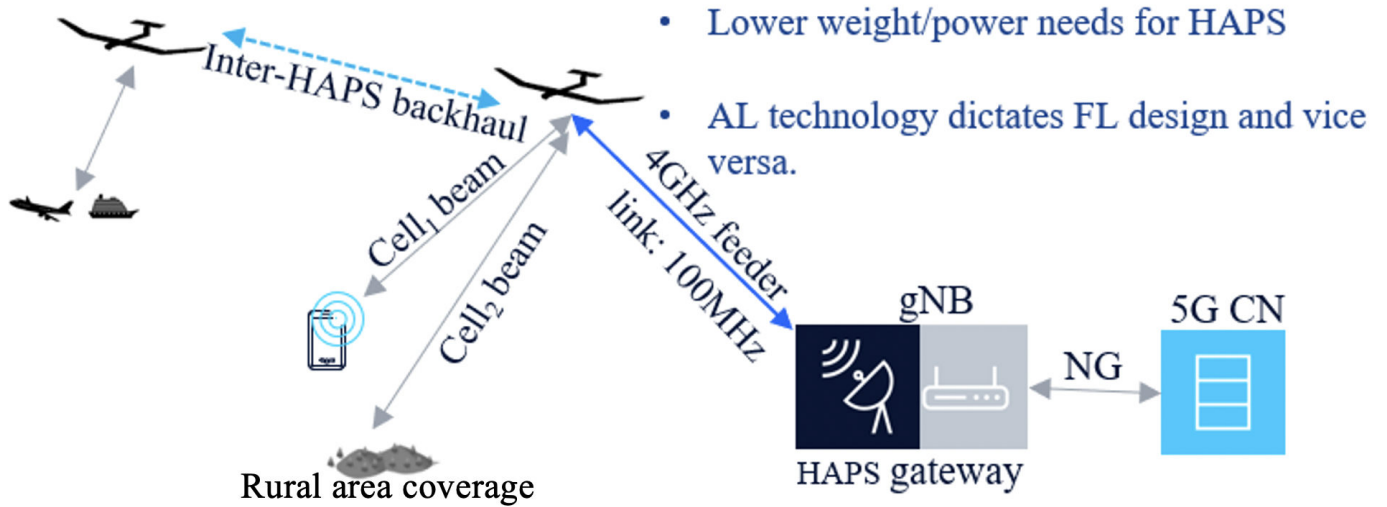 • Lower weight/power needs for HAPS
• AL technology dictates FL design and vice
versa.
Inter-HAPS backhaul
Cell₁ beam
Cell₂ beam
4GHz feeder
link: 100MHz
gNB
5G CN
NG
HAPS gateway
Rural area coverage